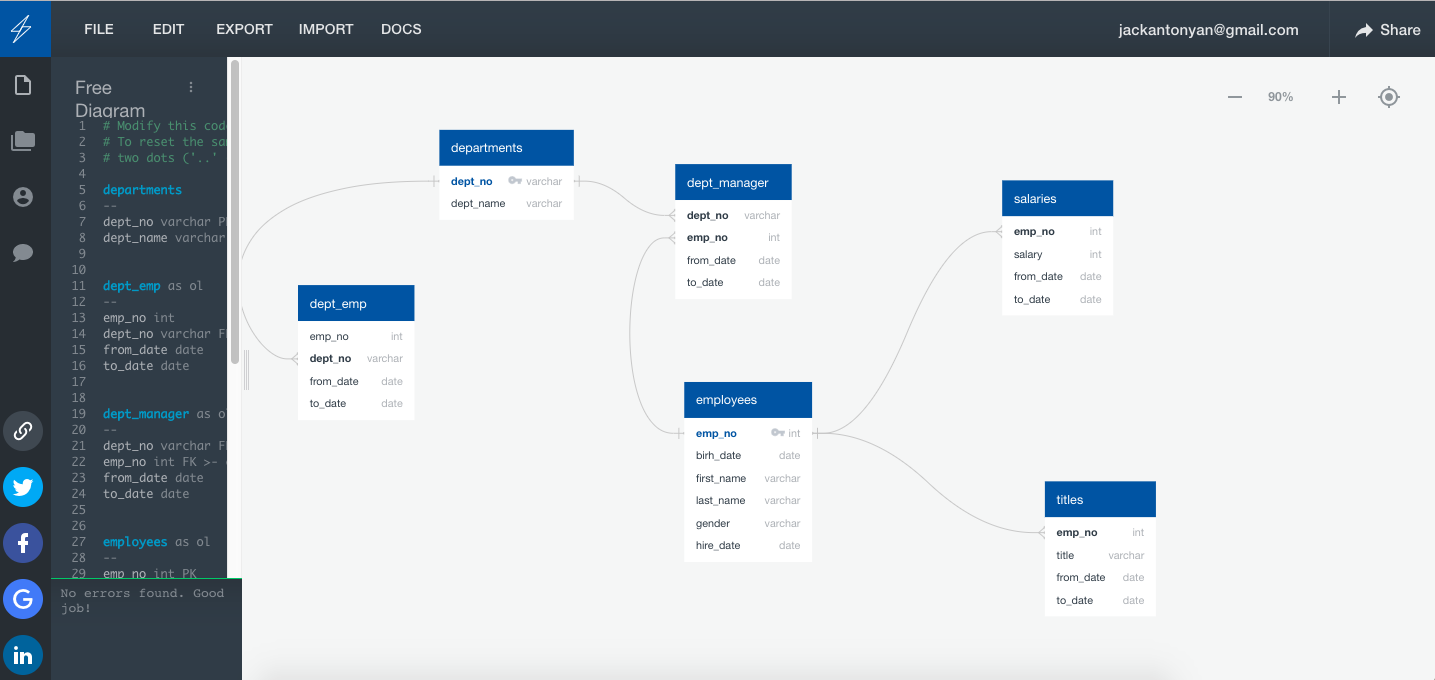 FILE EDIT EXPORT IMPORT DOCS jackantonyan@gmail.com Share
Free
Diagram
90%
1 # Modify this cod
2 # To reset the sa
3 # two dots ('..'
4
5 departments
6 --
7 dept_no varchar P
8 dept_name varchar
9
10
11 dept_emp as ol
12 --
13 emp_no int
14 dept_no varchar F
15 from_date date
16 to_date date
17
18
19 dept_manager as o
20 --
21 dept_no varchar F
22 emp_no int FK >-
23 from_date date
24 to_date date
25
26
27 employees as ol
28 --
29 emp_no int PK
No errors found. Good
job!
departments
dept_no varchar
dept_name varchar
dept_manager
dept_no varchar
emp_no int
from_date date
to_date date
salaries
emp_no int
salary int
from_date date
to_date date
dept_emp
emp_no int
dept_no varchar
from_date date
to_date date
employees
emp_no int
birh_date date
first_name varchar
last_name varchar
gender varchar
hire_date date
titles
emp_no int
title varchar
from_date date
to_date date